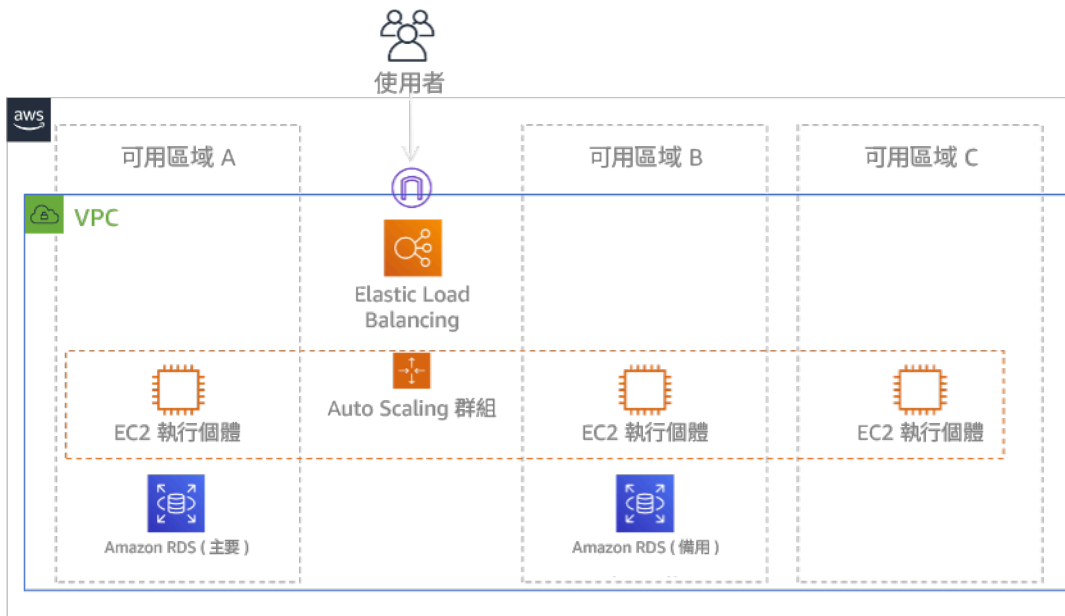 使用者
aws
可用區域 A
可用區域 B
可用區域 C
VPC
Elastic Load
Balancing
Auto Scaling 群組
EC2 執行個體
EC2 執行個體
EC2 執行個體
Amazon RDS ( 主要 )
Amazon RDS ( 備用 )